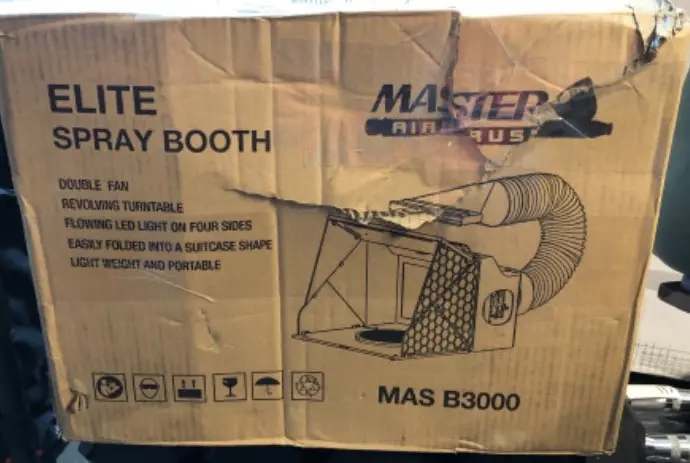 ELITE
SPRAY BOOTH
MASTER
DOUBLE FAN
REVOLVING TURNTABLE
FLOWING LED LIGHT ON FOUR SIDES
EASILY FOLDED INTO A SUITCASE SHAPE
LIGHT WEIGHT AND PORTABLE
MAS B3000